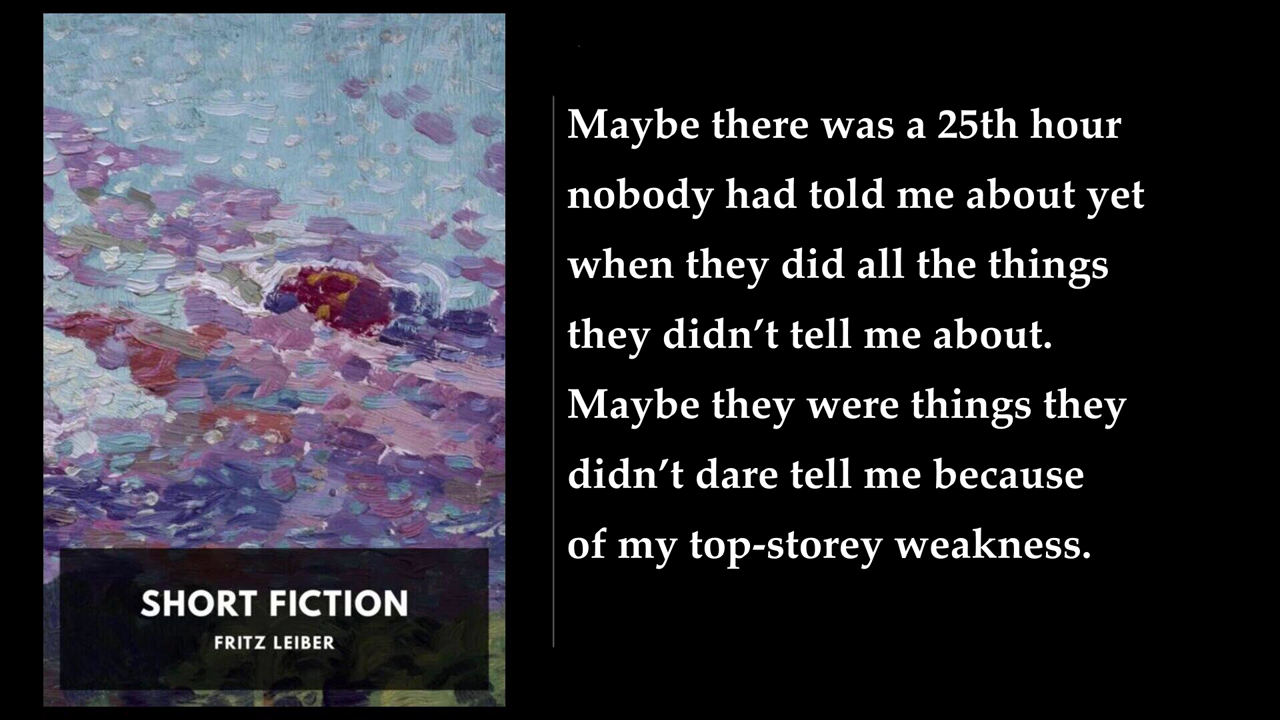 Maybe there was a 25th hour
nobody had told me about yet
when they did all the things
they didn’t tell me about.
Maybe they were things they
didn’t dare tell me because
of my top-storey weakness.
SHORT FICTION
FRITZ LEIBER